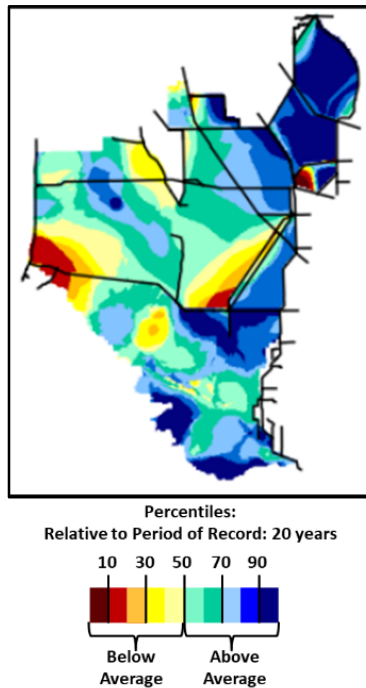 Percentiles:
Relative to Period of Record: 20 years
10 30 50 70 90
Below Above
Average Average